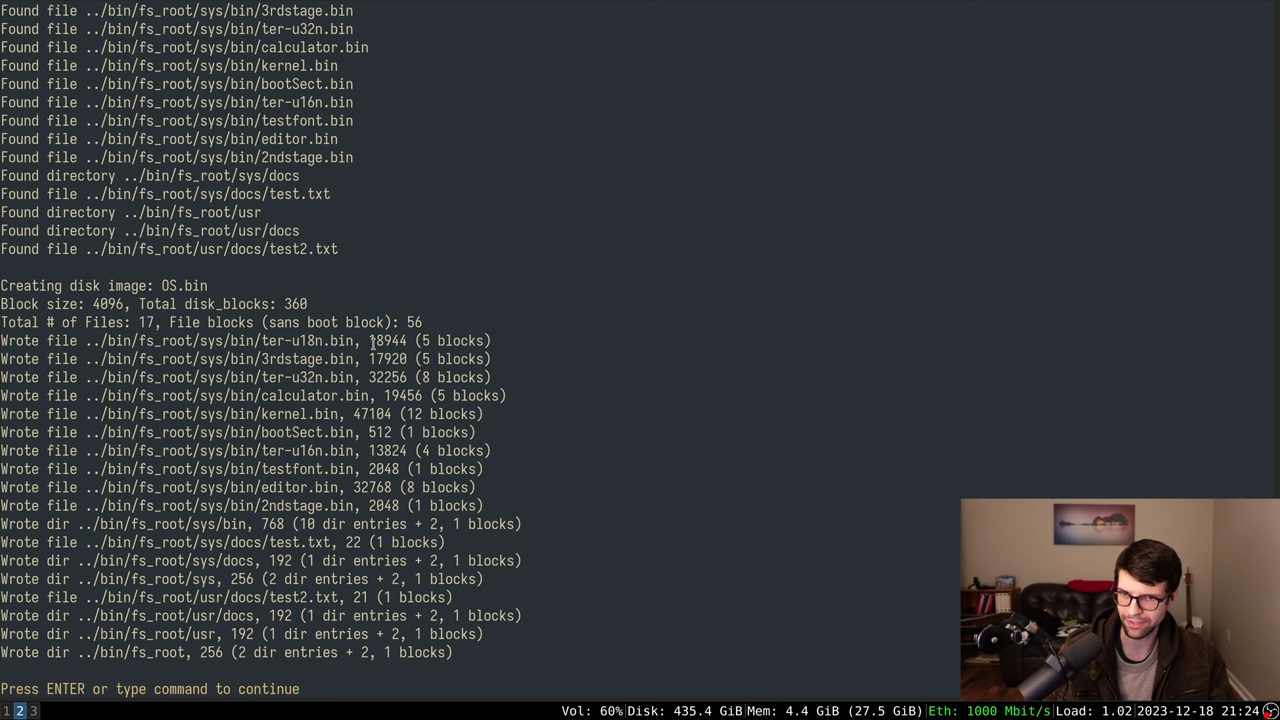 Found file ../bin/fs_root/sys/bin/3rdstage.bin
Found file ../bin/fs_root/sys/bin/ter-u32n.bin
Found file ../bin/fs_root/sys/bin/calculator.bin
Found file ../bin/fs_root/sys/bin/kernel.bin
Found file ../bin/fs_root/sys/bin/bootSect.bin
Found file ../bin/fs_root/sys/bin/ter-u16n.bin
Found file ../bin/fs_root/sys/bin/testfont.bin
Found file ../bin/fs_root/sys/bin/editor.bin
Found file ../bin/fs_root/sys/bin/2ndstage.bin
Found directory ../bin/fs_root/sys/docs
Found file ../bin/fs_root/sys/docs/test.txt
Found directory ../bin/fs_root/usr
Found directory ../bin/fs_root/usr/docs
Found file ../bin/fs_root/usr/docs/test2.txt
Creating disk image: OS.bin
Block size: 4096, Total disk_blocks: 360
Total # of Files: 17, File blocks (sans boot block): 56
Wrote file ../bin/fs_root/sys/bin/ter-u18n.bin, 18944 (5 blocks)
Wrote file ../bin/fs_root/sys/bin/3rdstage.bin, 17920 (5 blocks)
Wrote file ../bin/fs_root/sys/bin/ter-u32n.bin, 32256 (8 blocks)
Wrote file ../bin/fs_root/sys/bin/calculator.bin, 19456 (5 blocks)
Wrote file ../bin/fs_root/sys/bin/kernel.bin, 47104 (12 blocks)
Wrote file ../bin/fs_root/sys/bin/bootSect.bin, 512 (1 blocks)
Wrote file ../bin/fs_root/sys/bin/ter-u16n.bin, 13824 (4 blocks)
Wrote file ../bin/fs_root/sys/bin/testfont.bin, 2048 (1 blocks)
Wrote file ../bin/fs_root/sys/bin/editor.bin, 32768 (8 blocks)
Wrote file ../bin/fs_root/sys/bin/2ndstage.bin, 2048 (1 blocks)
Wrote dir ../bin/fs_root/sys/bin, 768 (10 dir entries + 2, 1 blocks)
Wrote file ../bin/fs_root/sys/docs/test.txt, 22 (1 blocks)
Wrote dir ../bin/fs_root/sys/docs, 192 (1 dir entries + 2, 1 blocks)
Wrote dir ../bin/fs_root/sys, 256 (2 dir entries + 2, 1 blocks)
Wrote file ../bin/fs_root/usr/docs/test2.txt, 21 (1 blocks)
Wrote dir ../bin/fs_root/usr/docs, 192 (1 dir entries + 2, 1 blocks)
Wrote dir ../bin/fs_root/usr, 192 (1 dir entries + 2, 1 blocks)
Wrote dir ../bin/fs_root, 256 (2 dir entries + 2, 1 blocks)
Press ENTER or type command to continue
1 2 3 Vol: 60%|Disk: 435.4 GiB|Mem: 4.4 GiB (27.5 GiB)|Eth: 1000 Mbit/s|Load: 1.02|2023-12-18 21:24